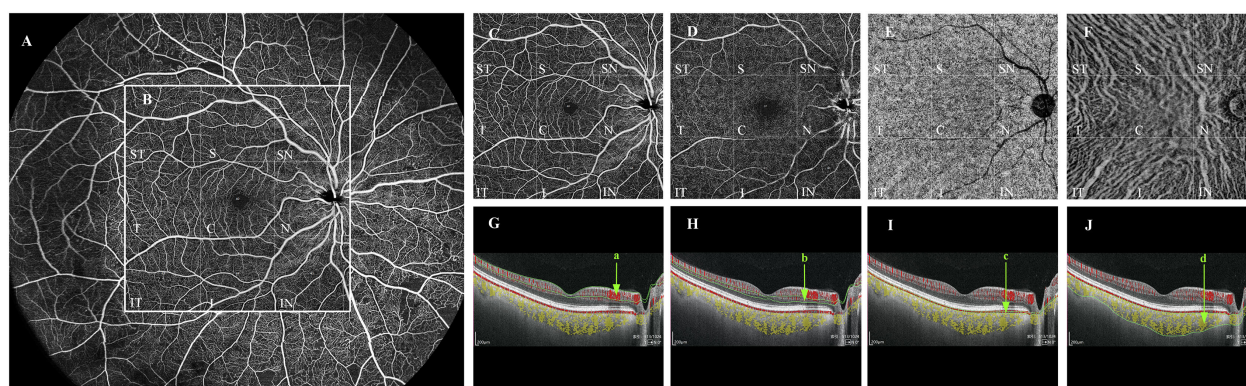 A
B
ST S SN
T C N
IT I IN
C
ST S SN
T C N
IT I IN
D
ST S SN
T C N
IT I IN
E
ST S SN
T C N
IT I IN
F
ST S SN
T C N
IT I IN
G
a
200μm
H
b
200μm
I
c
200μm
J
d
200μm